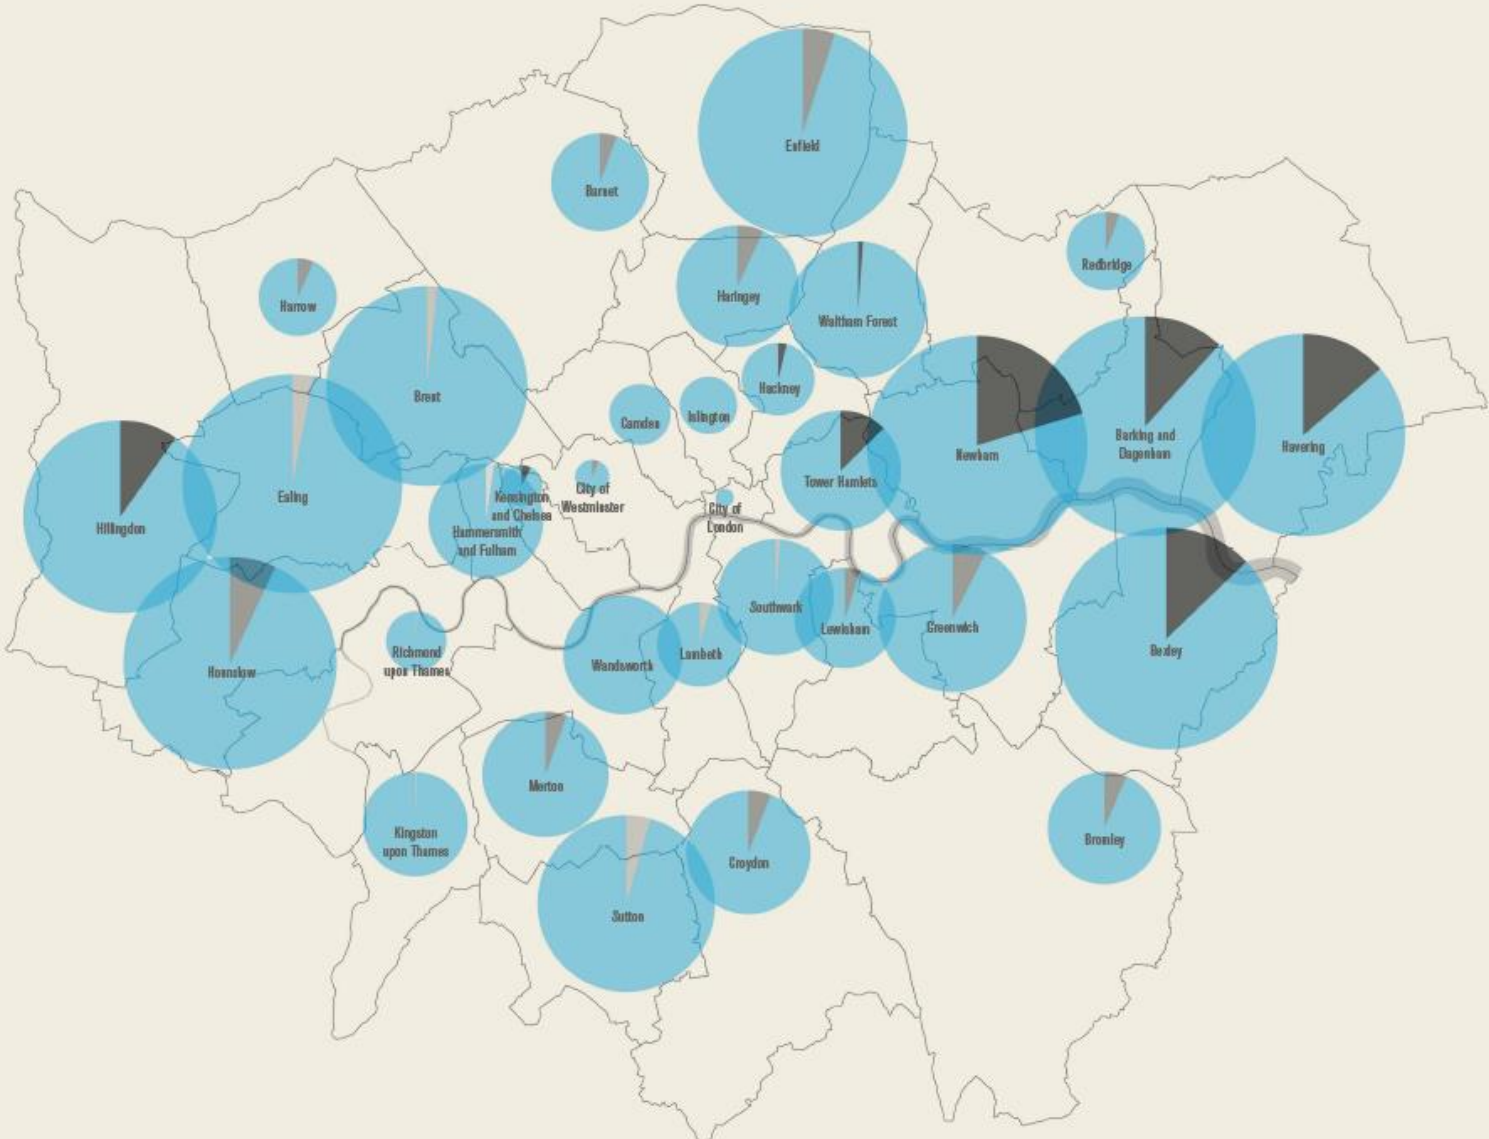 Enfield
Barnet
Redbridge
Harrow
Haringey
Waltham Forest
Hackney
Brent
Camden
Islington
Newham
Barking and
Dagenham
Havering
Tower Hamlets
Ealing
Kensington
and Chelsea
City of
Westminster
City of
London
Hillingdon
Hammersmith
and Fulham
Southwark
Lewisham
Greenwich
Richmond
upon Thames
Wandsworth
Lambeth
Bexley
Hounslow
Merton
Kingston
upon Thames
Croydon
Bromley
Sutton